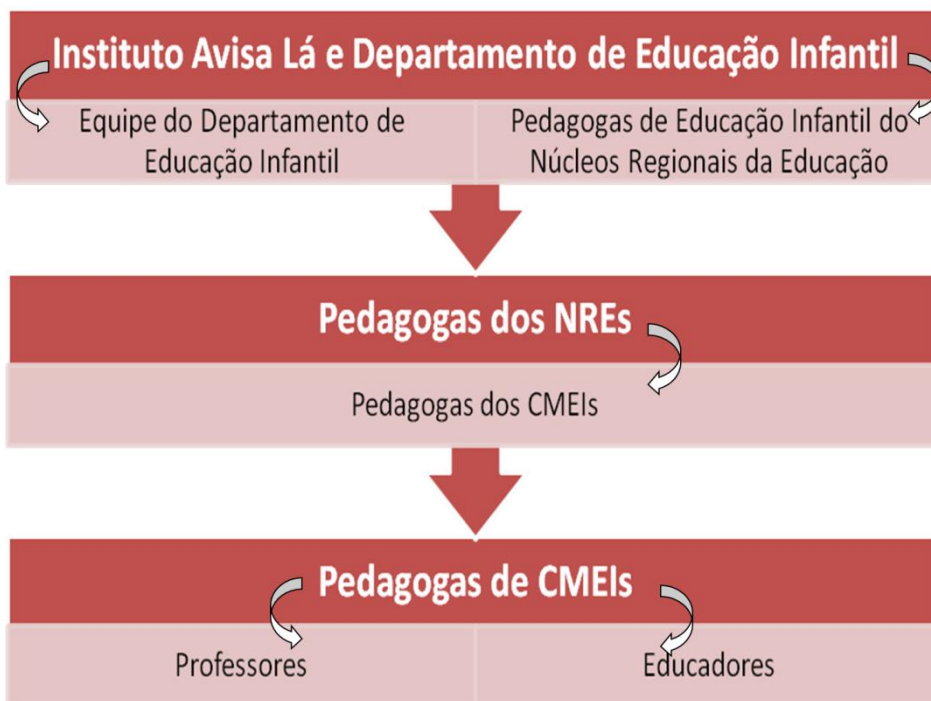 Instituto Avisa Lá e Departamento de Educação Infantil
Equipe do Departamento de
Educação Infantil
Pedagogas de Educação Infantil do
Núcleos Regionais da Educação
Pedagogas dos NREs
Pedagogas dos CMEIs
Pedagogas de CMEIs
Professores
Educadores